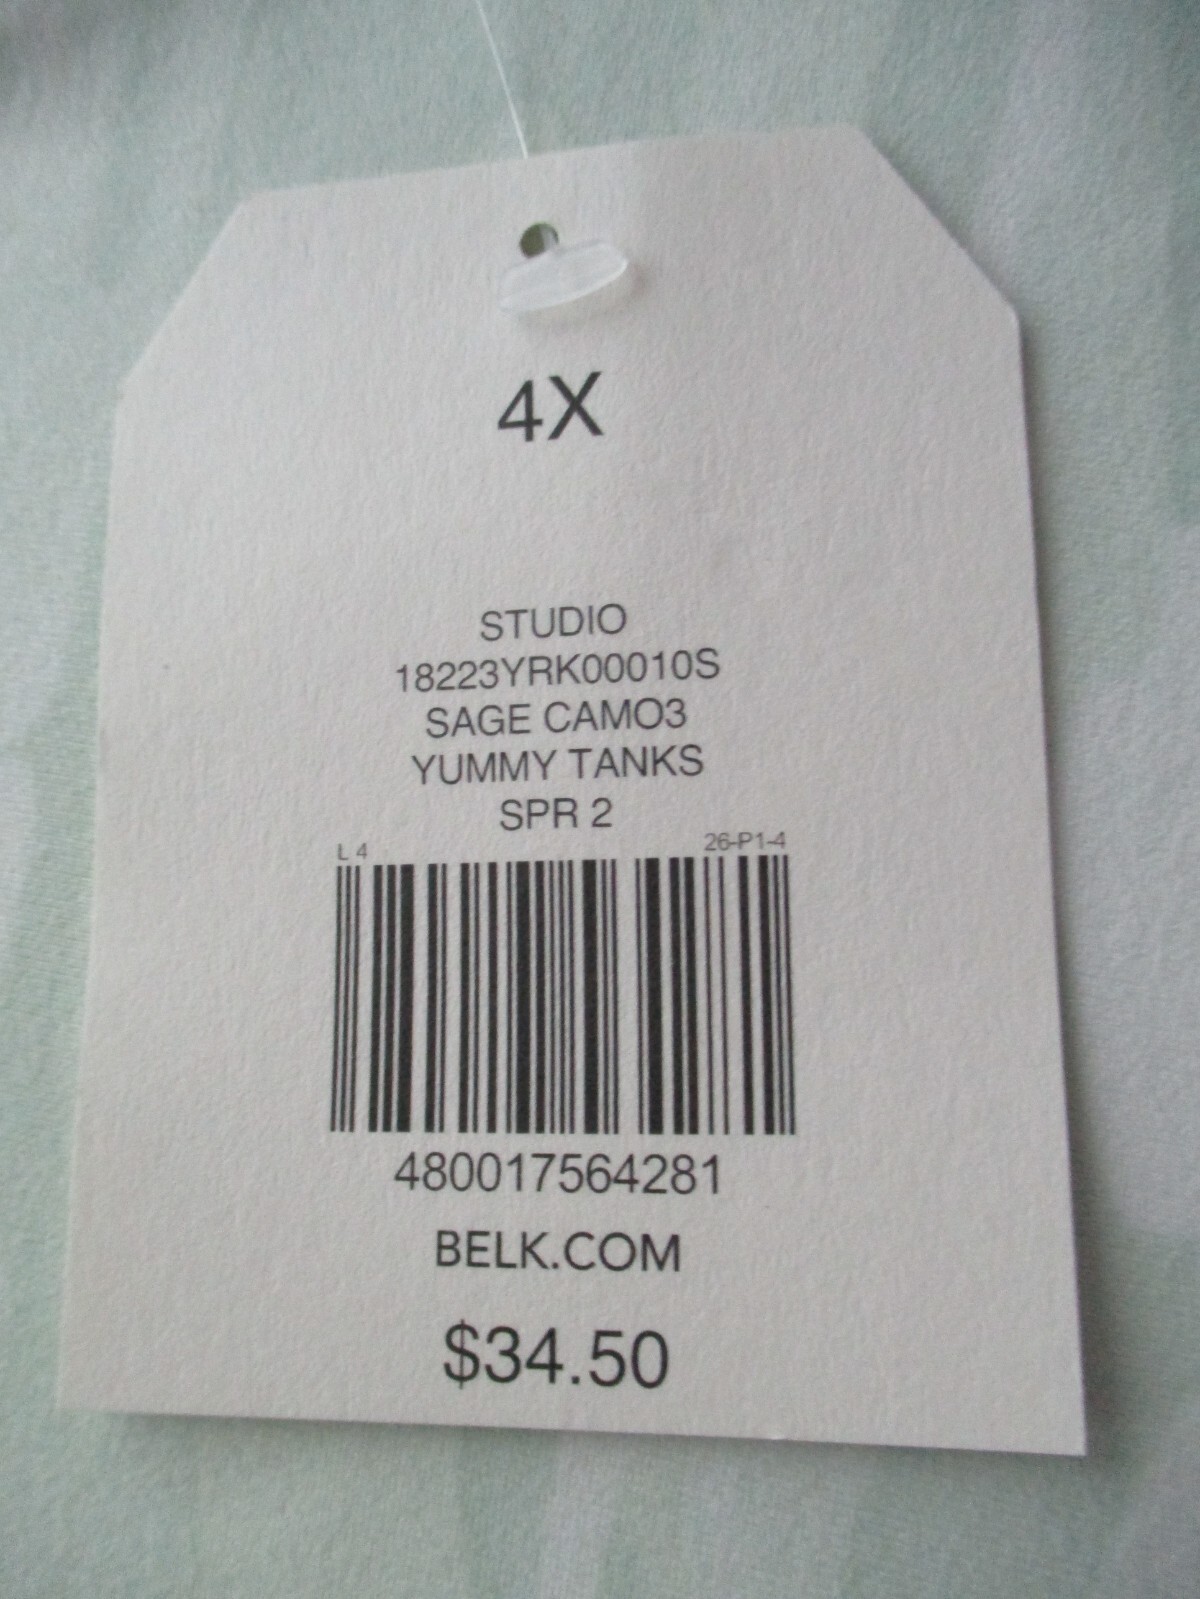 4X
STUDIO
18223YRK00010S
SAGE CAMO3
YUMMY TANKS
SPR 2
L 4 26-P1-4
480017564281
BELK.COM
$34.50